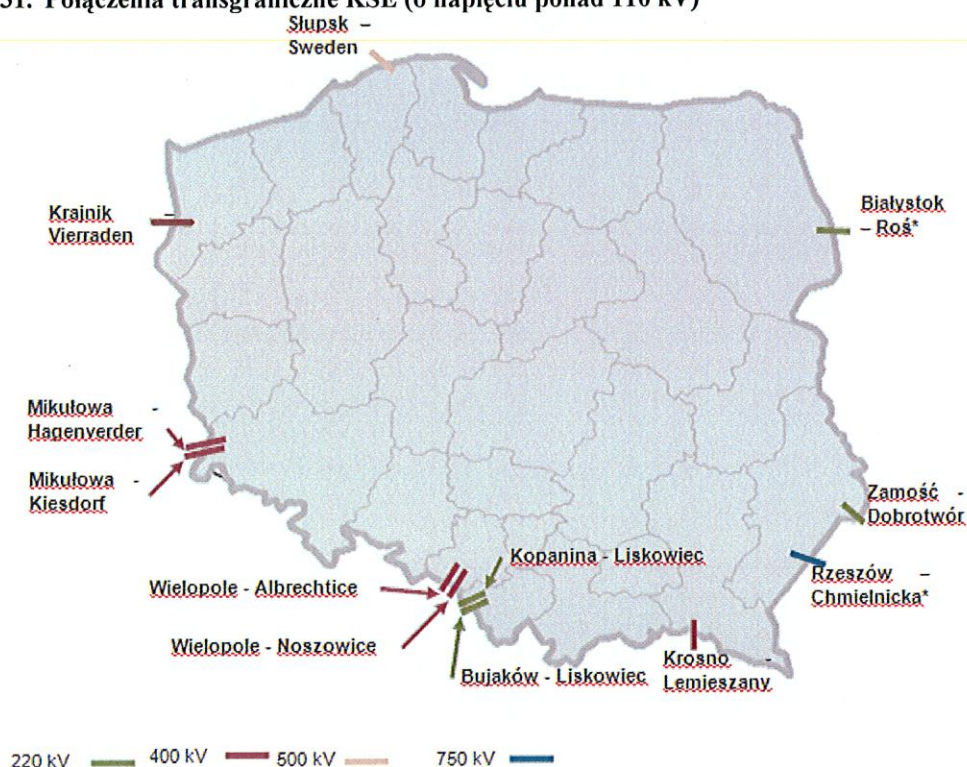 31. Połączenia transgraniczne KSE (o napięciu ponad 110 kV)
Słupsk –
Sweden
Krajnik –
Vierraden
Białystok
– Roś*
Mikułowa -
Hagenverder
Mikułowa -
Kiesdorf
Zamość -
Dobrotwór
Kopanina - Liskowiec
Rzeszów –
Chmielnicka*
Wielopole - Albrechtice
Wielopole - Noszowice
Bujaków - Liskowiec
Krosno -
Lemieszany
220 kV 400 kV 500 kV 750 kV